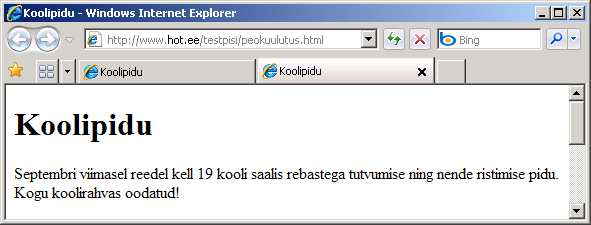 Koolipidu - Windows Internet Explorer
http://www.hot.ee/testpisi/peokuulutus.html
Bing
Koolipidu
Koolipidu
Koolipidu
Septembri viimasel reedel kell 19 kooli saalis rebastega tutvumise ning nende ristimise pidu.
Kogu koolirahvas oodatud!